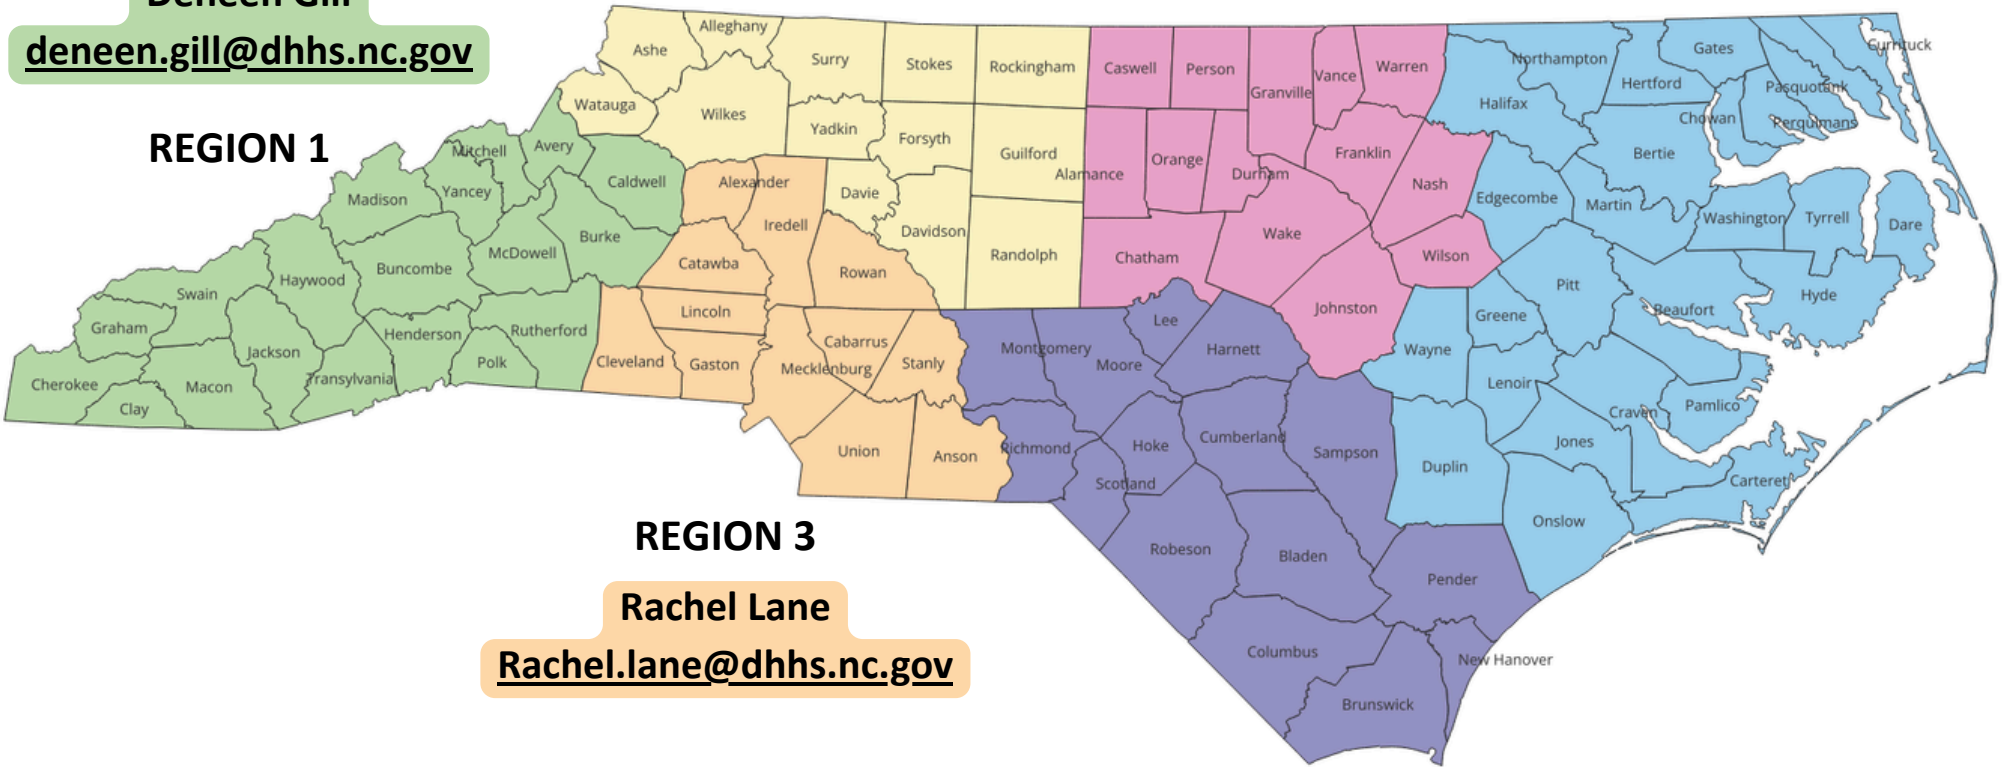 Deneen Gill
deneen.gill@dhhs.nc.gov
REGION 1
Ashe
Alleghany
Surry
Stokes
Rockingham
Caswell
Person
Granville
Vance
Warren
Northampton
Gates
Currituck
Hertford
Pasquotank
Halifax
Chowan
Perquimans
Watauga
Wilkes
Yadkin
Forsyth
Guilford
Alamance
Orange
Durham
Franklin
Nash
Bertie
Edgecombe
Martin
Washington
Tyrrell
Dare
Mitchell
Avery
Caldwell
Alexander
Iredell
Davie
Davidson
Randolph
Chatham
Wake
Wilson
Madison
Yancey
McDowell
Burke
Catawba
Rowan
Johnston
Pitt
Beaufort
Hyde
Swain
Haywood
Buncombe
Lincoln
Greene
Graham
Jackson
Henderson
Rutherford
Polk
Cleveland
Gaston
Mecklenburg
Cabarrus
Stanly
Montgomery
Moore
Lee
Harnett
Wayne
Lenoir
Craven
Pamlico
Cherokee
Clay
Macon
Transylvania
Union
Anson
Richmond
Hoke
Scotland
Cumberland
Sampson
Duplin
Jones
Carteret
Onslow
Robeson
Bladen
Pender
Columbus
Brunswick
New Hanover
REGION 3
Rachel Lane
Rachel.lane@dhhs.nc.gov